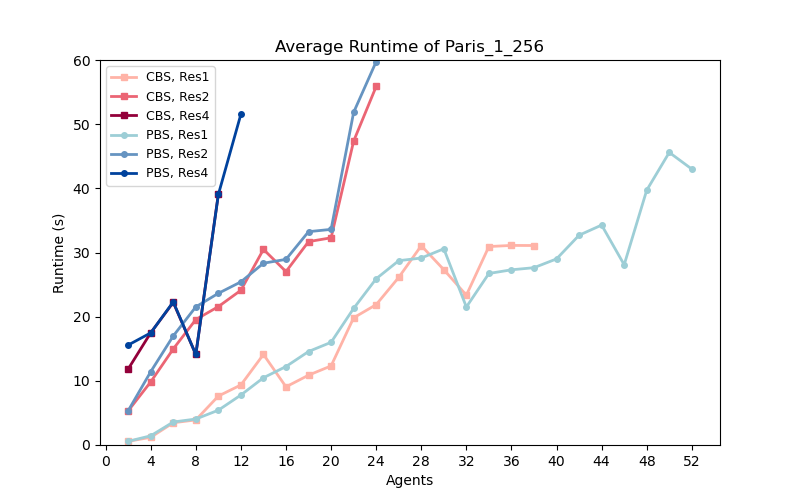 Average Runtime of Paris_1_256
60
50
40
30
20
10
0
Runtime (s)
CBS, Res1
CBS, Res2
CBS, Res4
PBS, Res1
PBS, Res2
PBS, Res4
0 4 8 12 16 20 24 28 32 36 40 44 48 52
Agents